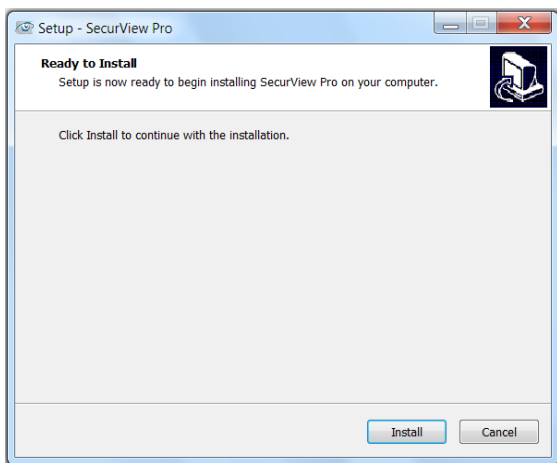 Setup - SecurView Pro
Ready to Install
Setup is now ready to begin installing SecurView Pro on your computer.
Click Install to continue with the installation.
Install
Cancel